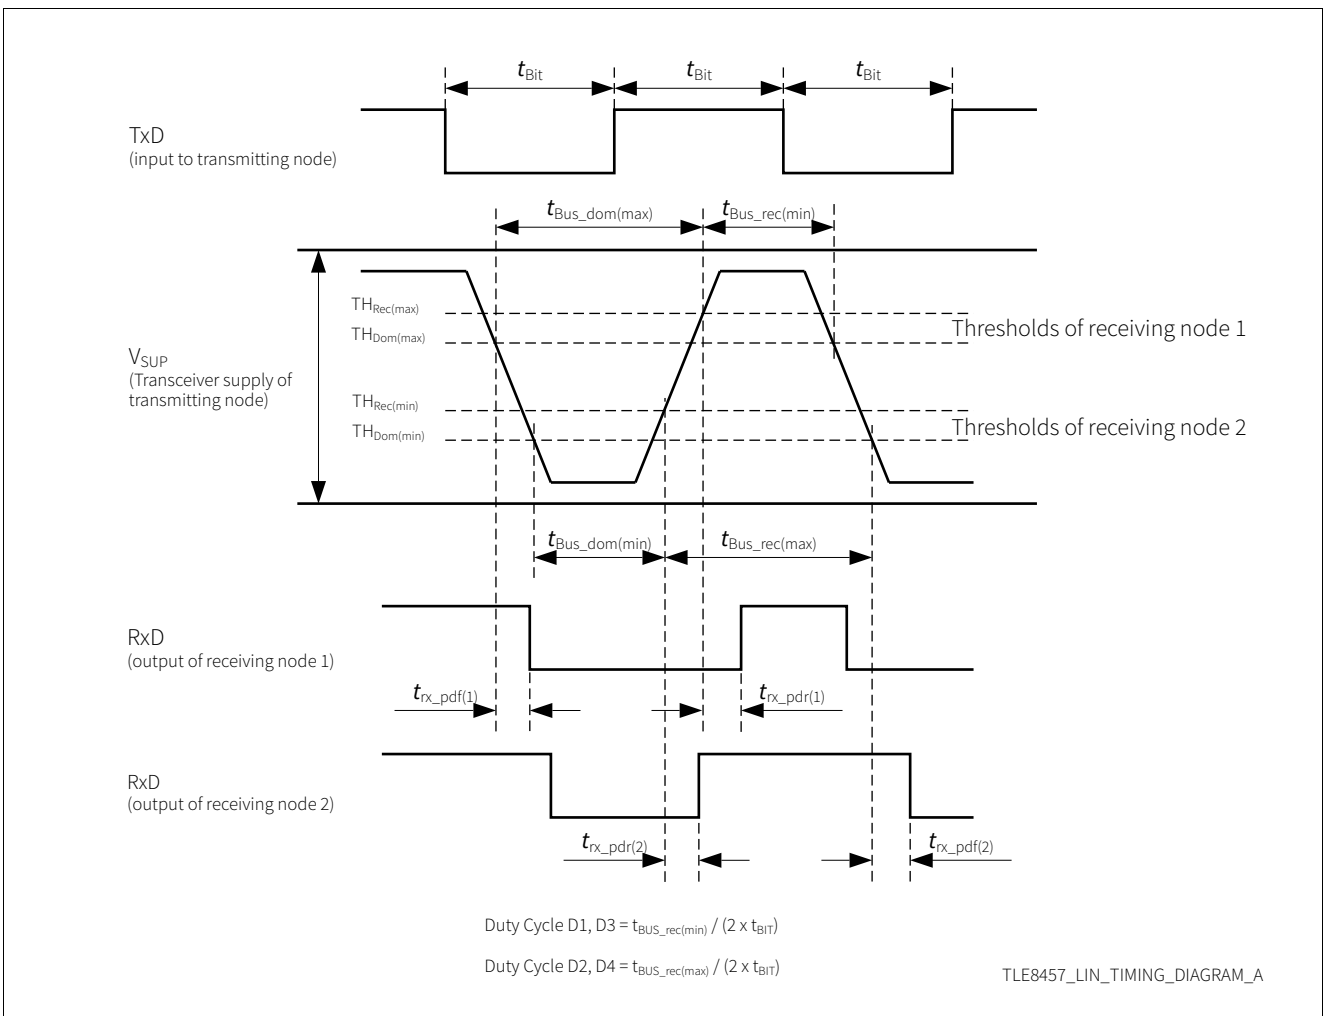 tBit tBit tBit
TxD
(input to transmitting node)
tBus_dom(max) tBus_rec(min)
THRec(max)
Thresholds of receiving node 1
THDom(max)
VSUP
(Transceiver supply of
transmitting node)
THRec(min)
Thresholds of receiving node 2
THDom(min)
tBus_dom(min) tBus_rec(max)
RxD
(output of receiving node 1)
trx_pdf(1) trx_pdr(1)
RxD
(output of receiving node 2)
trx_pdr(2) trx_pdf(2)
Duty Cycle D1, D3 = tBUS_rec(min) / (2 x tBIT)
Duty Cycle D2, D4 = tBUS_rec(max) / (2 x tBIT)
TLE8457_LIN_TIMING_DIAGRAM_A